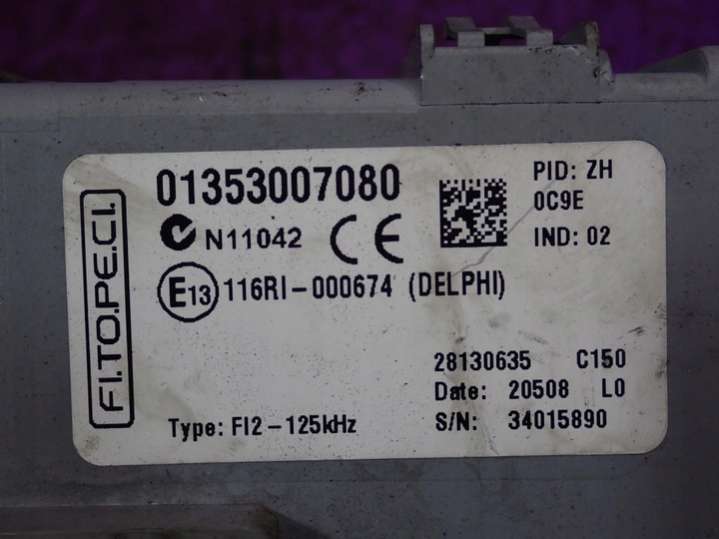 FI.TO.PE.CI.
01353007080
N11042 CE
E13 116RI-000674 (DELPHI)
Type: FI2-125kHz
PID: ZH
0C9E
IND: 02
28130635 C150
Date: 20508 L0
S/N: 34015890